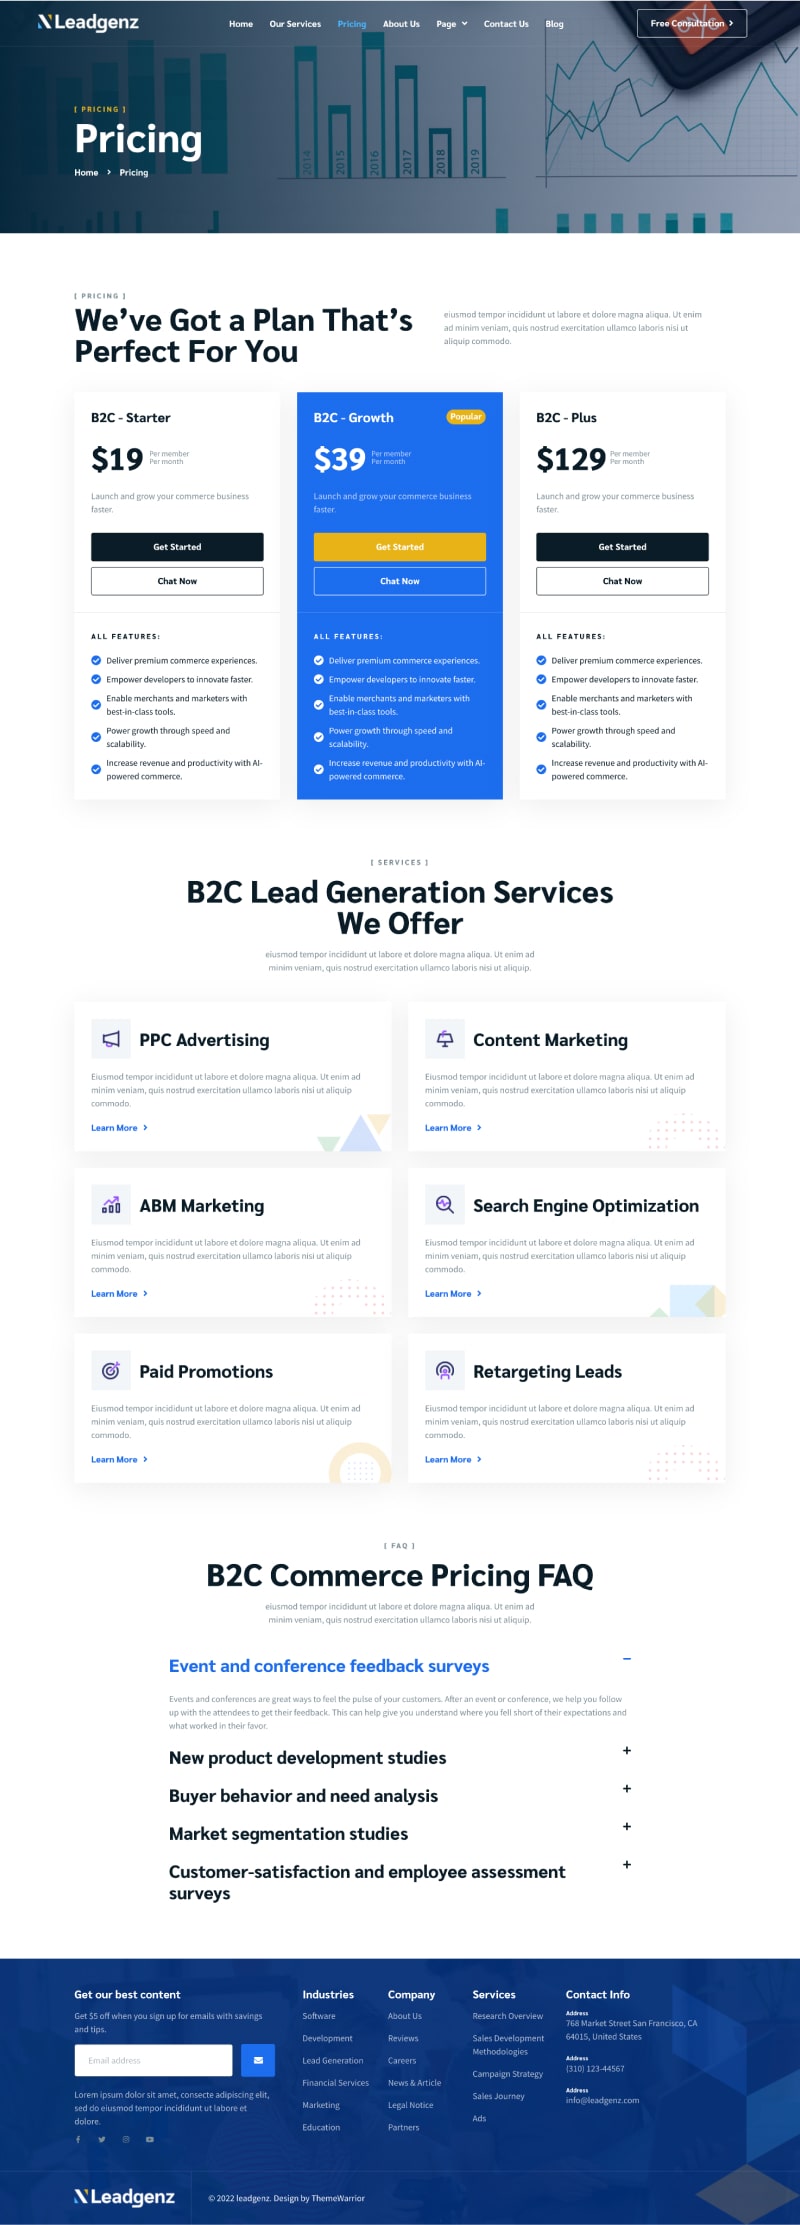 Leadgenz
Home Our Services Pricing About Us Page Contact Us Blog
Free Consultation
[ PRICING ]
Pricing
Home Pricing
2014 2015 2016 2017 2018 2019
%
[ PRICING ]
We've Got a Plan That's
Perfect For You
eiusmod tempor incididunt ut labore et dolore magna aliqua. Ut enim
ad minim veniam, quis nostrud exercitation ullamco laboris nisi ut
aliquip commodo.
B2C - Starter
$19
Per member
Per month
Launch and grow your commerce business
faster.
Get Started
Chat Now
ALL FEATURES:
Deliver premium commerce experiences.
Empower developers to innovate faster.
Enable merchants and marketers with
best-in-class tools.
Power growth through speed and
scalability.
Increase revenue and productivity with AI-
powered commerce.
B2C - Growth
Popular
$39
Per member
Per month
Launch and grow your commerce business
faster.
Get Started
Chat Now
ALL FEATURES:
Deliver premium commerce experiences.
Empower developers to innovate faster.
Enable merchants and marketers with
best-in-class tools.
Power growth through speed and
scalability.
Increase revenue and productivity with AI-
powered commerce.
B2C - Plus
$129
Per member
Per month
Launch and grow your commerce business
faster.
Get Started
Chat Now
ALL FEATURES:
Deliver premium commerce experiences.
Empower developers to innovate faster.
Enable merchants and marketers with
best-in-class tools.
Power growth through speed and
scalability.
Increase revenue and productivity with AI-
powered commerce.
[ SERVICES ]
B2C Lead Generation Services
We Offer
eiusmod tempor incididunt ut labore et dolore magna aliqua. Ut enim ad
minim veniam, quis nostrud exercitation ullamco laboris nisi ut aliquip.
PPC Advertising
Eiusmod tempor incididunt ut labore et dolore magna aliqua. Ut enim ad
minim veniam, quis nostrud exercitation ullamco laboris nisi ut aliquip
commodo.
Learn More
Content Marketing
Eiusmod tempor incididunt ut labore et dolore magna aliqua. Ut enim ad
minim veniam, quis nostrud exercitation ullamco laboris nisi ut aliquip
commodo.
Learn More
ABM Marketing
Eiusmod tempor incididunt ut labore et dolore magna aliqua. Ut enim ad
minim veniam, quis nostrud exercitation ullamco laboris nisi ut aliquip
commodo.
Learn More
Search Engine Optimization
Eiusmod tempor incididunt ut labore et dolore magna aliqua. Ut enim ad
minim veniam, quis nostrud exercitation ullamco laboris nisi ut aliquip
commodo.
Learn More
Paid Promotions
Eiusmod tempor incididunt ut labore et dolore magna aliqua. Ut enim ad
minim veniam, quis nostrud exercitation ullamco laboris nisi ut aliquip
commodo.
Learn More
Retargeting Leads
Eiusmod tempor incididunt ut labore et dolore magna aliqua. Ut enim ad
minim veniam, quis nostrud exercitation ullamco laboris nisi ut aliquip
commodo.
Learn More
[ FAQ ]
B2C Commerce Pricing FAQ
eiusmod tempor incididunt ut labore et dolore magna aliqua. Ut enim ad
minim veniam, quis nostrud exercitation ullamco laboris nisi ut aliquip.
Event and conference feedback surveys −
Events and conferences are great ways to feel the pulse of your customers. After an event or conference, we help you follow
up with the attendees to get their feedback. This can help give you understand where you fell short of their expectations and
what worked in their favor.
New product development studies +
Buyer behavior and need analysis +
Market segmentation studies +
Customer-satisfaction and employee assessment +
surveys
Get our best content
Get $5 off when you sign up for emails with savings
and tips.
Email address
Lorem ipsum dolor sit amet, consecte adipiscing elit,
sed do eiusmod tempor incididunt ut labore et
dolore.
Industries
Software
Development
Lead Generation
Financial Services
Marketing
Education
Company
About Us
Reviews
Careers
News & Article
Legal Notice
Partners
Services
Research Overview
Sales Development
Methodologies
Campaign Strategy
Sales Journey
Ads
Contact Info
Address
768 Market Street San Francisco, CA
64015, United States
Address
(310) 123-44567
Address
info@leadgenz.com
Leadgenz
© 2022 leadgenz. Design by ThemeWarrior